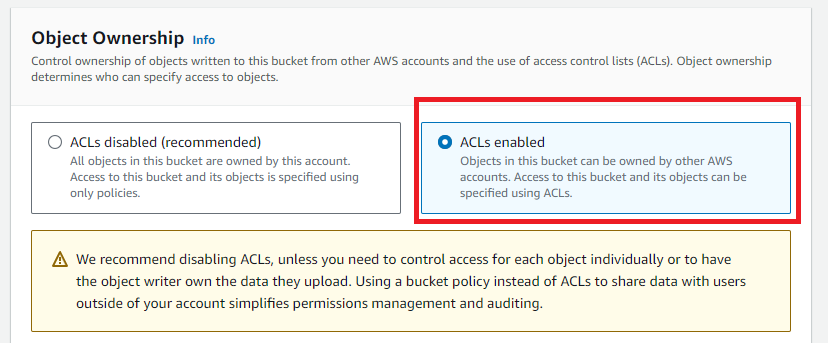 Object Ownership Info
Control ownership of objects written to this bucket from other AWS accounts and the use of access control lists (ACLs). Object ownership
determines who can specify access to objects.
ACLs disabled (recommended)
All objects in this bucket are owned by this account.
Access to this bucket and its objects is specified using
only policies.
ACLs enabled
Objects in this bucket can be owned by other AWS
accounts. Access to this bucket and its objects can be
specified using ACLs.
We recommend disabling ACLs, unless you need to control access for each object individually or to have
the object writer own the data they upload. Using a bucket policy instead of ACLs to share data with users
outside of your account simplifies permissions management and auditing.